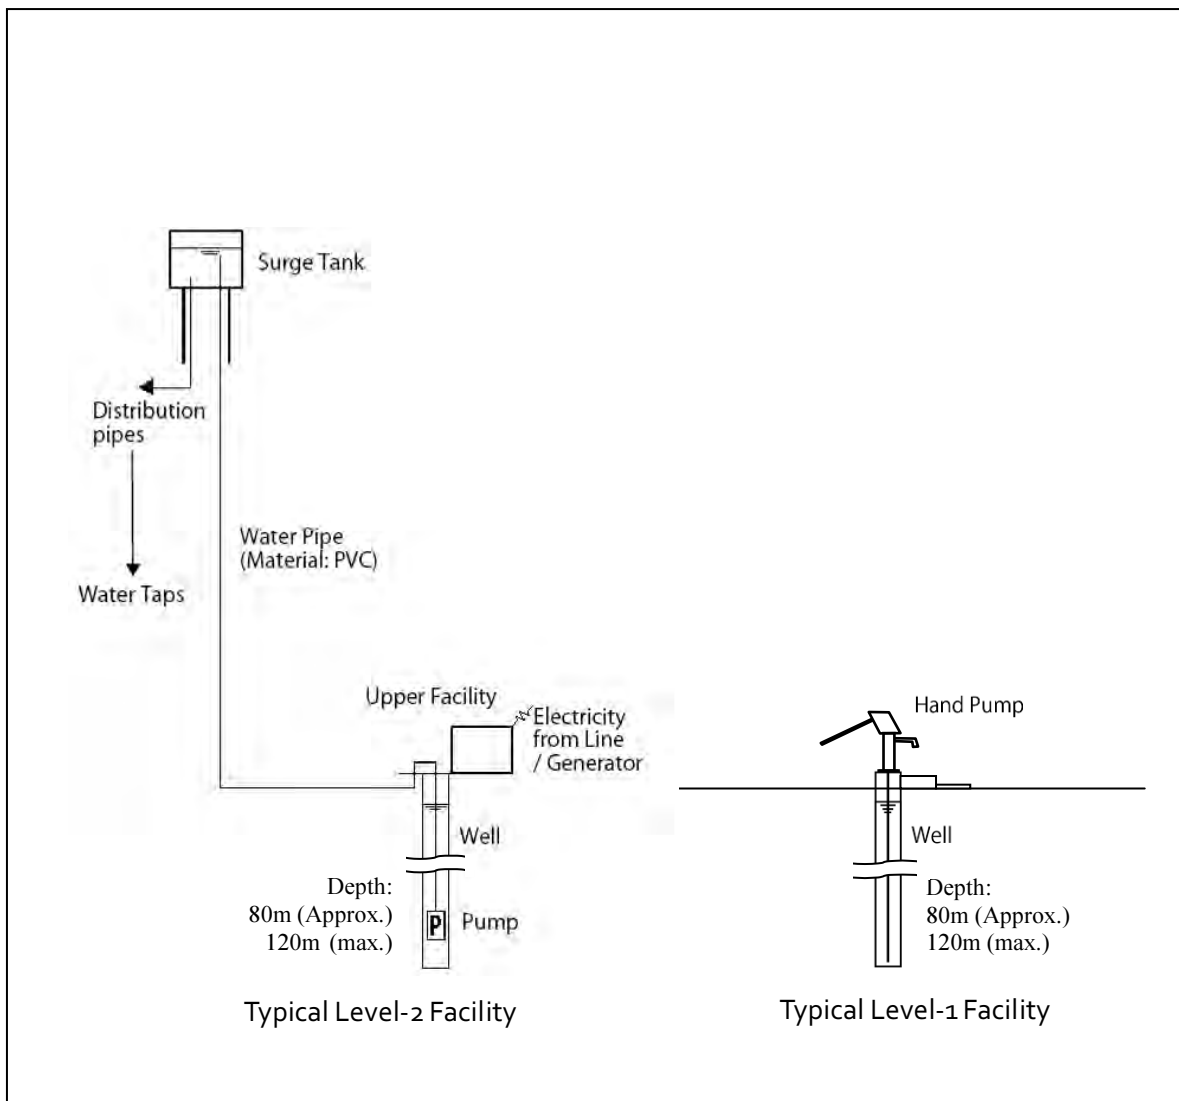 Surge Tank
Distribution
pipes
Water Pipe
(Material: PVC)
Water Taps
Upper Facility
Electricity
from Line
/ Generator
Well
Depth:
80m (Approx.)
120m (max.)
P
Pump
Typical Level-2 Facility
Hand Pump
Well
Depth:
80m (Approx.)
120m (max.)
Typical Level-1 Facility